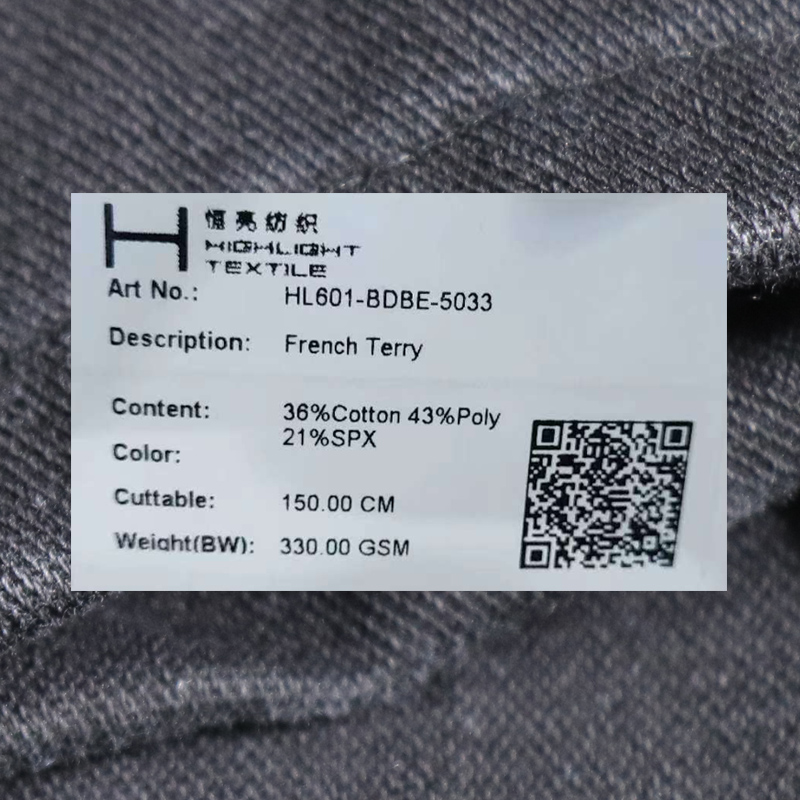 恒亮纺织
HIGHLIGHT
TEXTILE
Art No.: HL601-BDBE-5033
Description: French Terry
Content: 36%Cotton 43%Poly
21%SPX
Color:
Cuttable: 150.00 CM
Weight(BW): 330.00 GSM